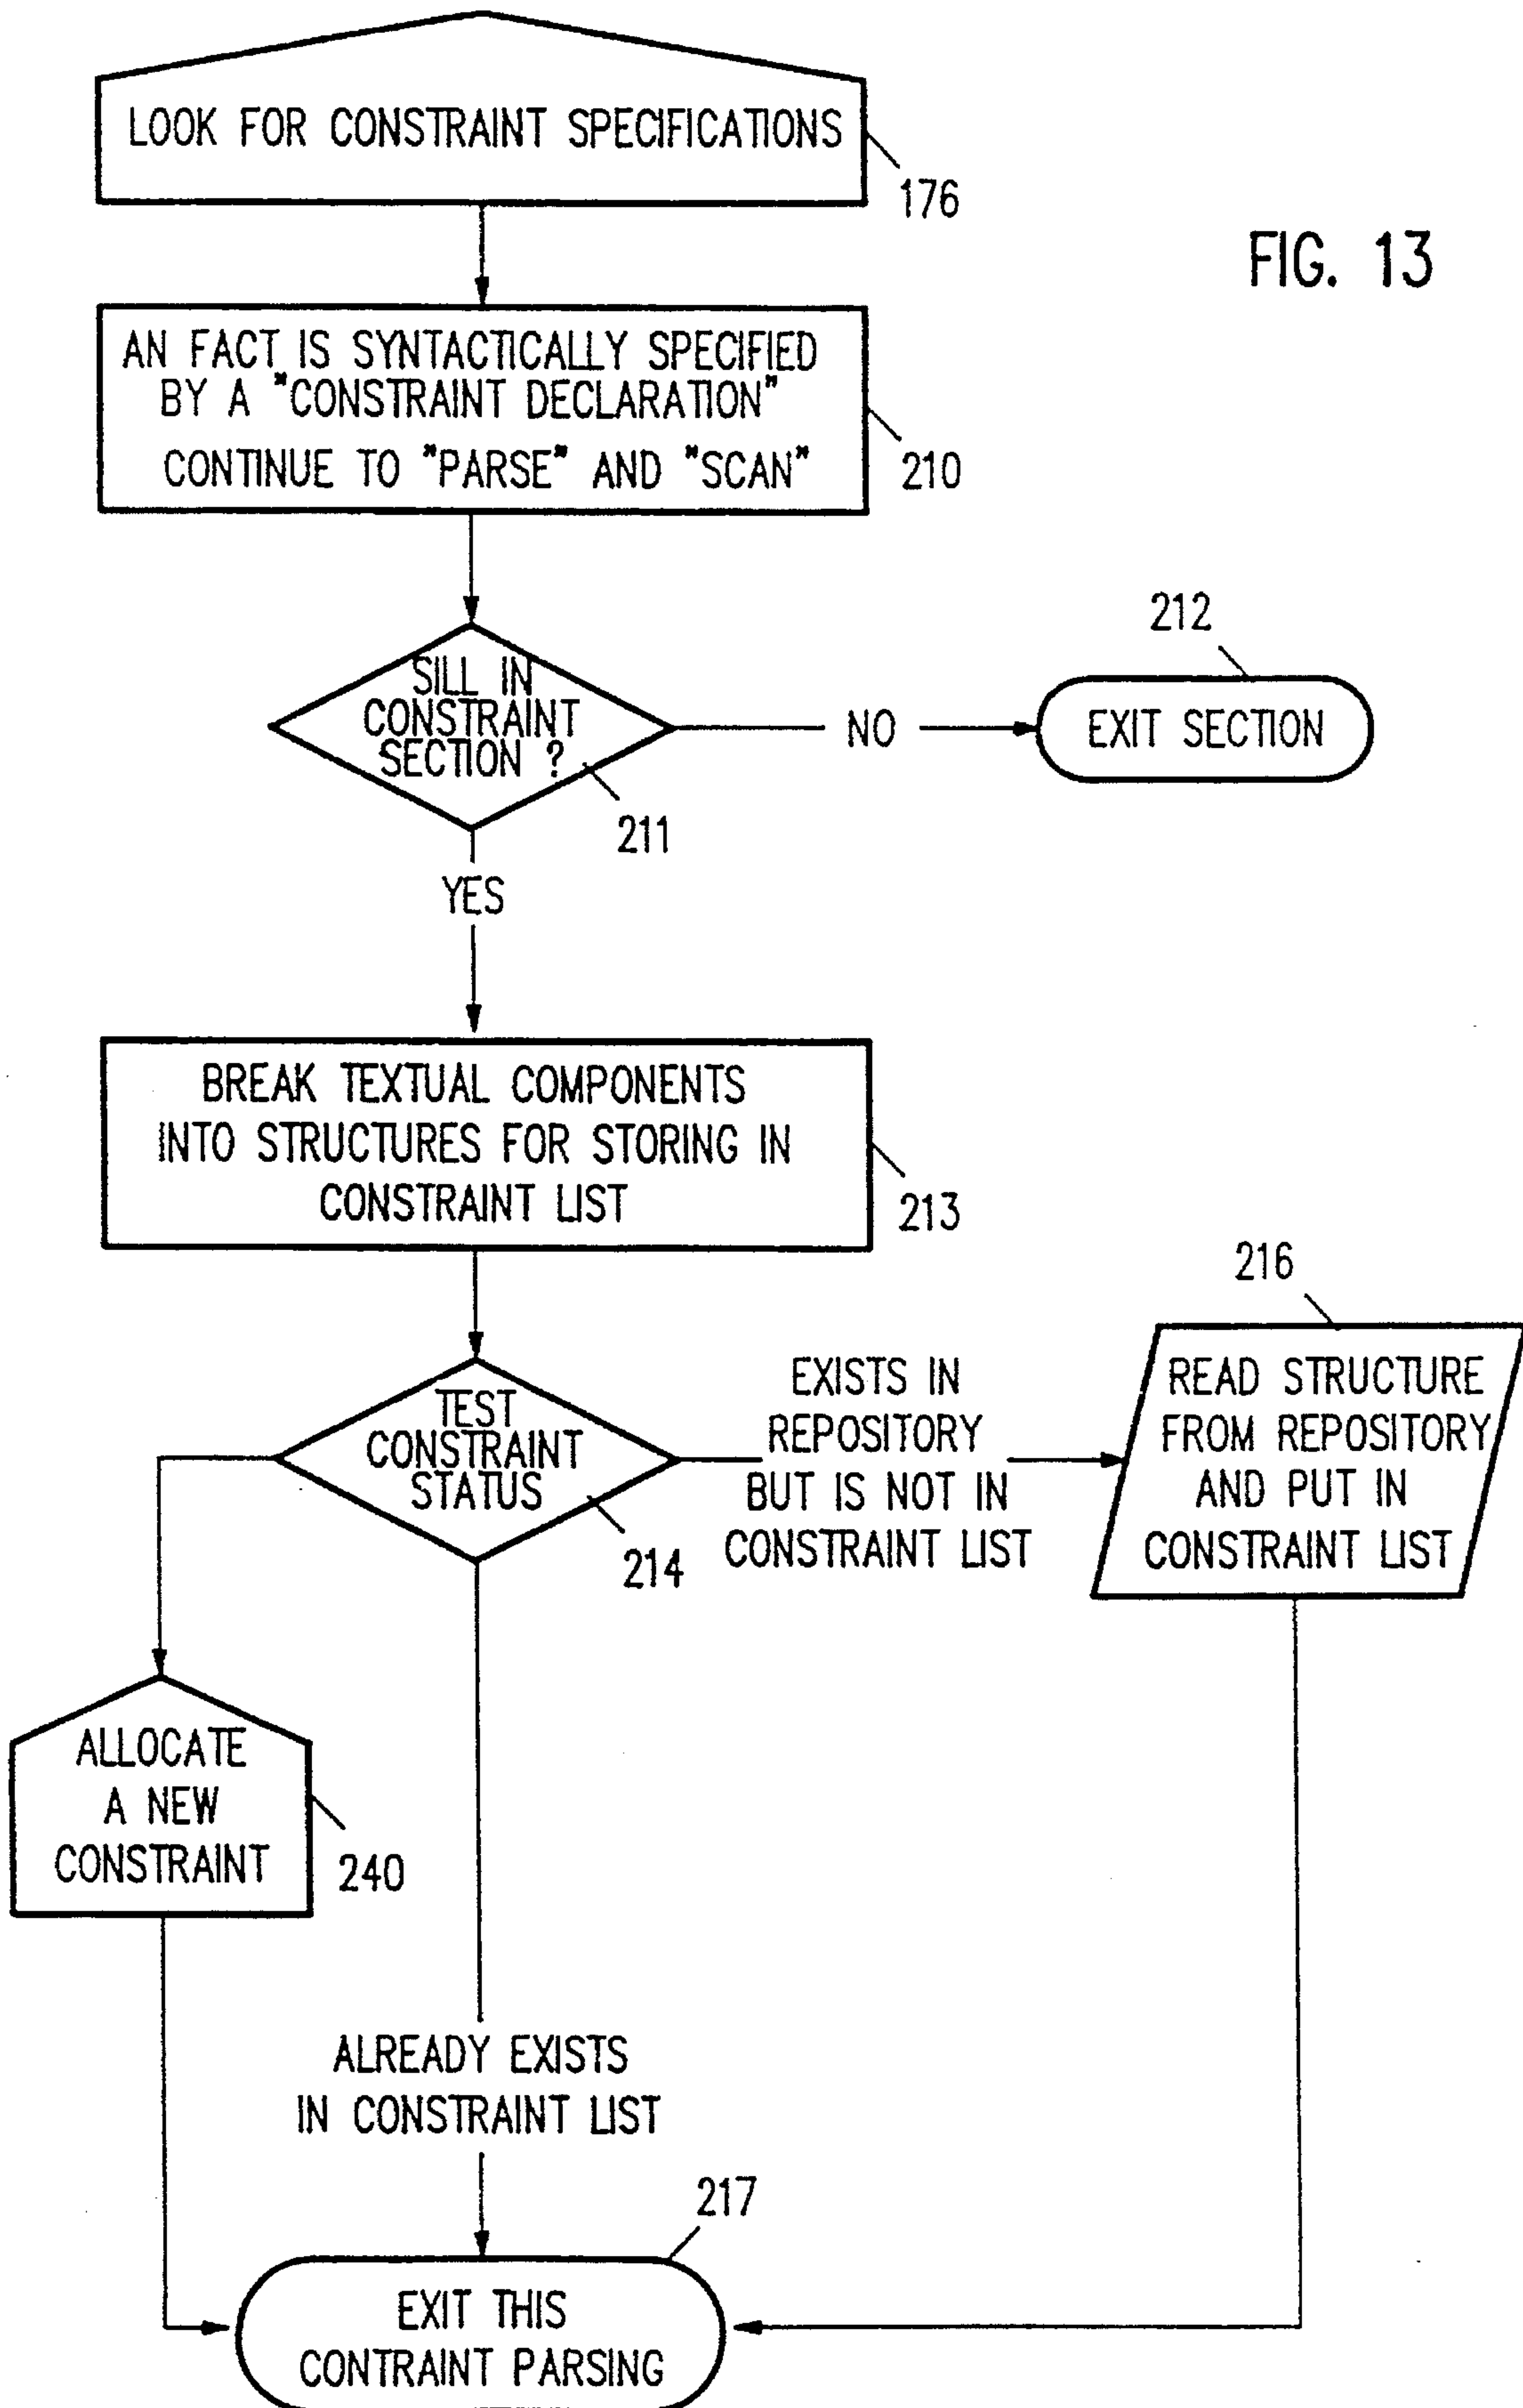 LOOK FOR CONSTRAINT SPECIFICATIONS
176
FIG. 13
AN FACT IS SYNTACTICALLY SPECIFIED
BY A "CONSTRAINT DECLARATION"
CONTINUE TO "PARSE" AND "SCAN"
210
SILL IN
CONSTRAINT
SECTION ?
211
NO
212
EXIT SECTION
YES
BREAK TEXTUAL COMPONENTS
INTO STRUCTURES FOR STORING IN
CONSTRAINT LIST
213
TEST
CONSTRAINT
STATUS
214
EXISTS IN
REPOSITORY
BUT IS NOT IN
CONSTRAINT LIST
216
READ STRUCTURE
FROM REPOSITORY
AND PUT IN
CONSTRAINT LIST
ALLOCATE
A NEW
CONSTRAINT
240
ALREADY EXISTS
IN CONSTRAINT LIST
217
EXIT THIS
CONTRAINT PARSING